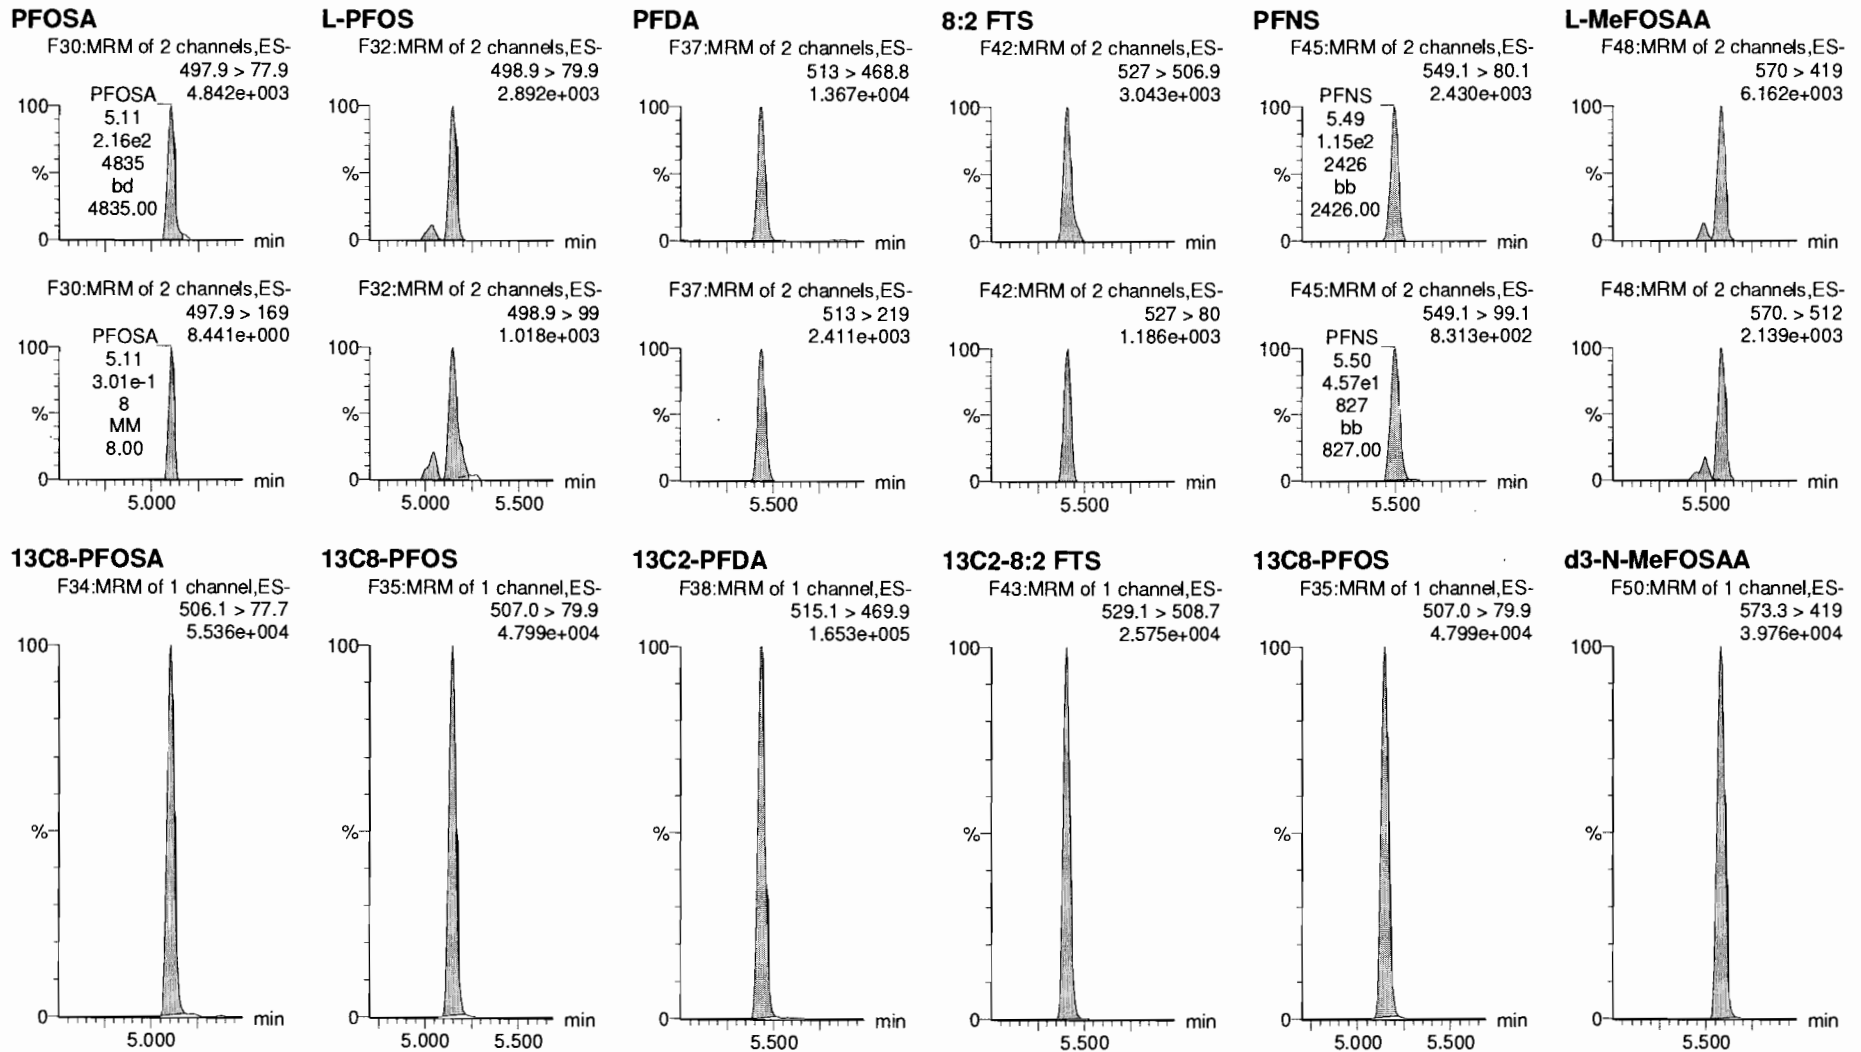 PFOSA
F30:MRM of 2 channels,ES-
497.9 > 77.9
4.842e+003
PFOSA
5.11
2.16e2
4835
bd
4835.00
100
%
0
min
L-PFOS
F32:MRM of 2 channels,ES-
498.9 > 79.9
2.892e+003
100
%
0
min
PFDA
F37:MRM of 2 channels,ES-
513 > 468.8
1.367e+004
100
%
0
min
8:2 FTS
F42:MRM of 2 channels,ES-
527 > 506.9
3.043e+003
100
%
0
min
PFNS
F45:MRM of 2 channels,ES-
549.1 > 80.1
2.430e+003
PFNS
5.49
1.15e2
2426
bb
2426.00
100
%
0
min
L-MeFOSAA
F48:MRM of 2 channels,ES-
570 > 419
6.162e+003
100
%
0
min
F30:MRM of 2 channels,ES-
497.9 > 169
8.441e+000
PFOSA
5.11
3.01e-1
8
MM
8.00
100
%
0
min
5.000
F32:MRM of 2 channels,ES-
498.9 > 99
1.018e+003
100
%
0
min
5.000 5.500
F37:MRM of 2 channels,ES-
513 > 219
2.411e+003
100
%
0
min
5.500
F42:MRM of 2 channels,ES-
527 > 80
1.186e+003
100
%
0
min
5.500
F45:MRM of 2 channels,ES-
549.1 > 99.1
8.313e+002
PFNS
5.50
4.57e1
827
bb
827.00
100
%
0
min
5.500
F48:MRM of 2 channels,ES-
570. > 512
2.139e+003
100
%
0
min
5.500
13C8-PFOSA
F34:MRM of 1 channel,ES-
506.1 > 77.7
5.536e+004
100
%
0
min
5.000
13C8-PFOS
F35:MRM of 1 channel,ES-
507.0 > 79.9
4.799e+004
100
%
0
min
5.000 5.500
13C2-PFDA
F38:MRM of 1 channel,ES-
515.1 > 469.9
1.653e+005
100
%
0
min
5.500
13C2-8:2 FTS
F43:MRM of 1 channel,ES-
529.1 > 508.7
2.575e+004
100
%
0
min
5.500
13C8-PFOS
F35:MRM of 1 channel,ES-
507.0 > 79.9
4.799e+004
100
%
0
min
5.000 5.500
d3-N-MeFOSAA
F50:MRM of 1 channel,ES-
573.3 > 419
3.976e+004
100
%
0
min
5.500